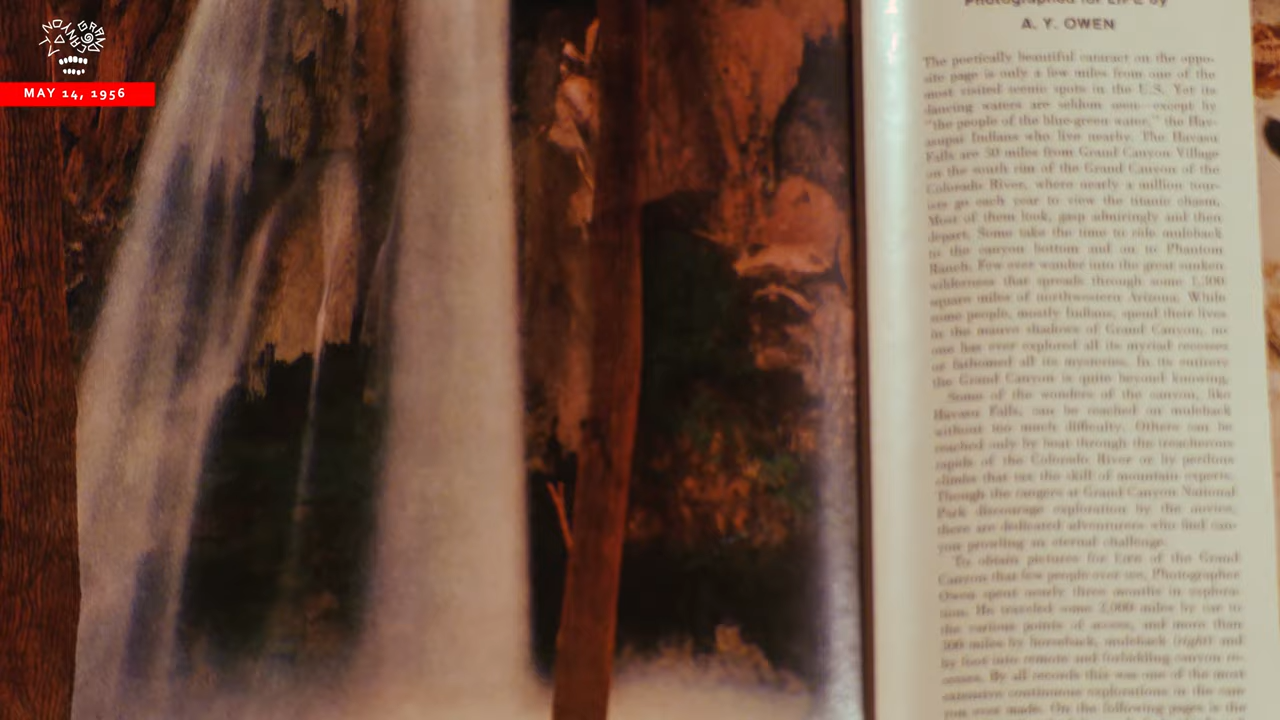 GRAND
CANYON
MAY 14, 1956
Photographed for LIFE by
A. Y. OWEN
The poetically beautiful cataract on the oppo-
site page is only a few miles from one of the
most visited scenic spots in the U.S. Yet its
dancing waters are seldom seen—except by
"the people of the blue-green water," the Hav-
asupai Indians who live nearby. The Havasu
Falls are 50 miles from Grand Canyon Village
on the south rim of the Grand Canyon of the
Colorado River, where nearly a million tour-
ists go each year to view the titanic chasm.
Most of them look, gasp admiringly and then
depart. Some take the time to ride muleback
to the canyon bottom and on to Phantom
Ranch. Few ever wander into the great sunken
wilderness that spreads through some 1,300
square miles of northwestern Arizona. While
some people, mostly Indians, spend their lives
in the mauve shadows of Grand Canyon, no
one has ever explored all its myriad recesses
or fathomed all its mysteries. In its entirety
the Grand Canyon is quite beyond knowing.
Some of the wonders of the canyon, like
Havasu Falls, can be reached on muleback
without too much difficulty. Others can be
reached only by boat through the treacherous
rapids of the Colorado River or by perilous
climbs that tax the skill of mountain experts.
Though the rangers at Grand Canyon National
Park discourage exploration by the novice,
there are dedicated adventurers who find can-
yon prowling an eternal challenge.
To obtain pictures for LIFE of the Grand
Canyon that few people ever see, Photographer
Owen spent nearly three months in explora-
tion. He traveled some 2,000 miles by car to
the various points of access, and more than
300 miles by horseback, muleback (right) and
by foot into remote and forbidding canyon re-
cesses. By all records this was one of the most
extensive continuous explorations in the can-
yon ever made. On the following pages is the